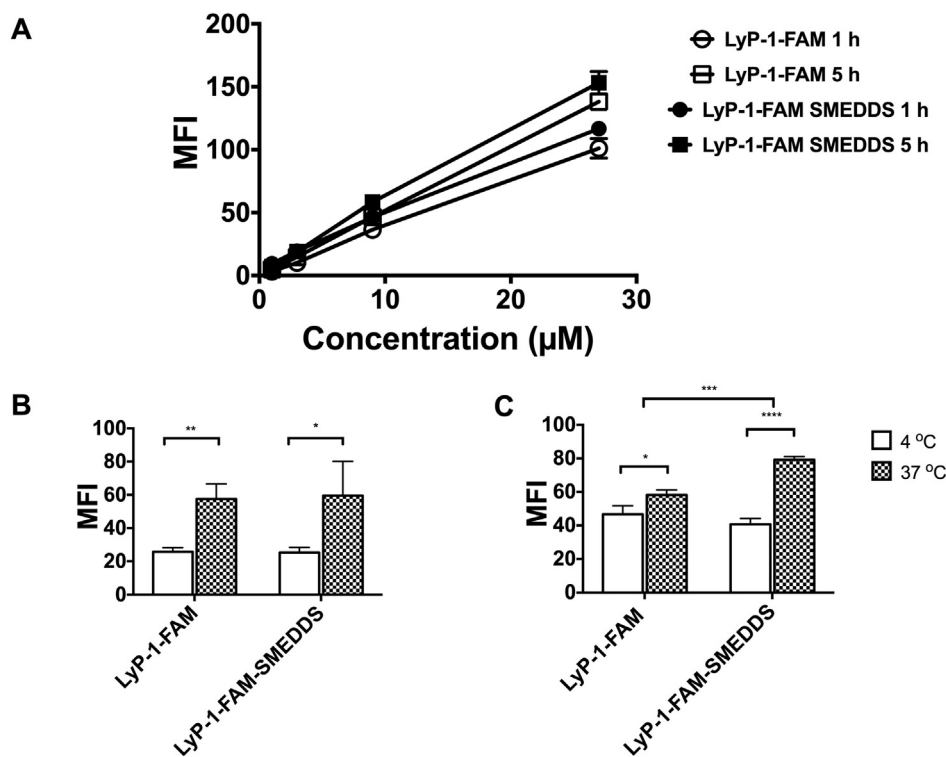 A
MFI
200
150
100
50
0
0
10
20
30
Concentration (µM)
LyP-1-FAM 1 h
LyP-1-FAM 5 h
LyP-1-FAM SMEDDS 1 h
LyP-1-FAM SMEDDS 5 h
B
MFI
100
80
60
40
20
0
**
*
LyP-1-FAM
LyP-1-FAM-SMEDDS
C
MFI
100
80
60
40
20
0
***
*
****
LyP-1-FAM
LyP-1-FAM-SMEDDS
4 ºC
37 ºC